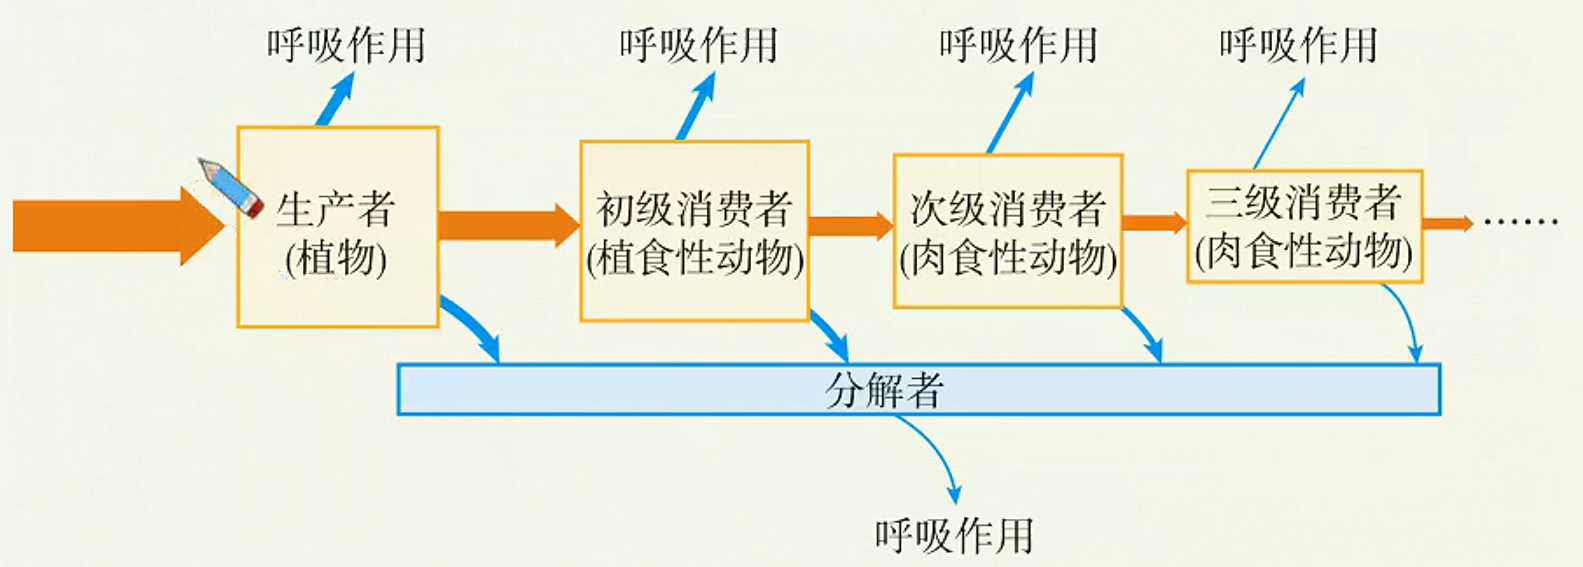 呼吸作用
呼吸作用
呼吸作用
呼吸作用
生产者
(植物)
初级消费者
(植食性动物)
次级消费者
(肉食性动物)
三级消费者
(肉食性动物)
……
分解者
呼吸作用